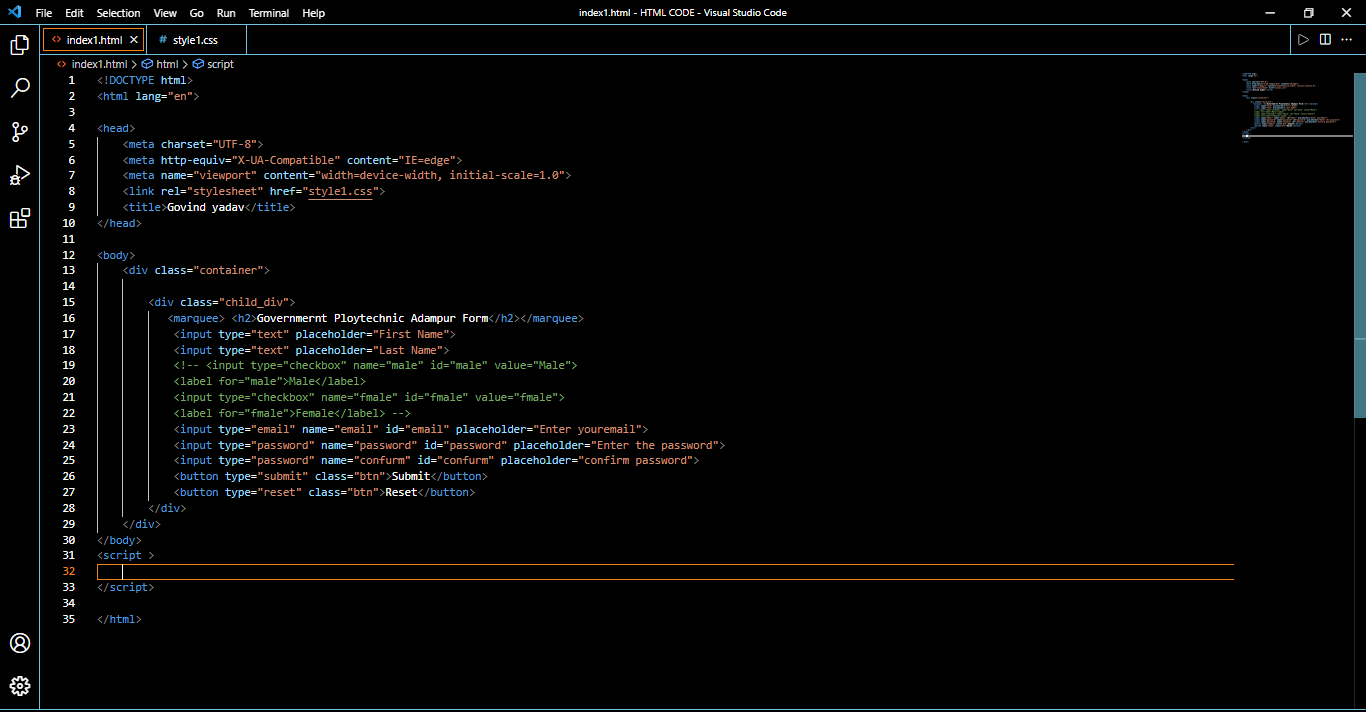 File Edit Selection View Go Run Terminal Help index1.html - HTML CODE - Visual Studio Code
index1.html style1.css
index1.html > html > script
1 <!DOCTYPE html>
2 <html lang="en">
3
4 <head>
5 <meta charset="UTF-8">
6 <meta http-equiv="X-UA-Compatible" content="IE=edge">
7 <meta name="viewport" content="width=device-width, initial-scale=1.0">
8 <link rel="stylesheet" href="style1.css">
9 <title>Govind yadav</title>
10 </head>
11
12 <body>
13 <div class="container">
14
15 <div class="child_div">
16 <marquee> <h2>Governmernt Ploytechnic Adampur Form</h2></marquee>
17 <input type="text" placeholder="First Name">
18 <input type="text" placeholder="Last Name">
19 <!-- <input type="checkbox" name="male" id="male" value="Male">
20 <label for="male">Male</label>
21 <input type="checkbox" name="fmale" id="fmale" value="fmale">
22 <label for="fmale">Female</label> -->
23 <input type="email" name="email" id="email" placeholder="Enter youremail">
24 <input type="password" name="password" id="password" placeholder="Enter the password">
25 <input type="password" name="confurm" id="confurm" placeholder="confirm password">
26 <button type="submit" class="btn">Submit</button>
27 <button type="reset" class="btn">Reset</button>
28 </div>
29 </div>
30 </body>
31 <script >
32
33 </script>
34
35 </html>